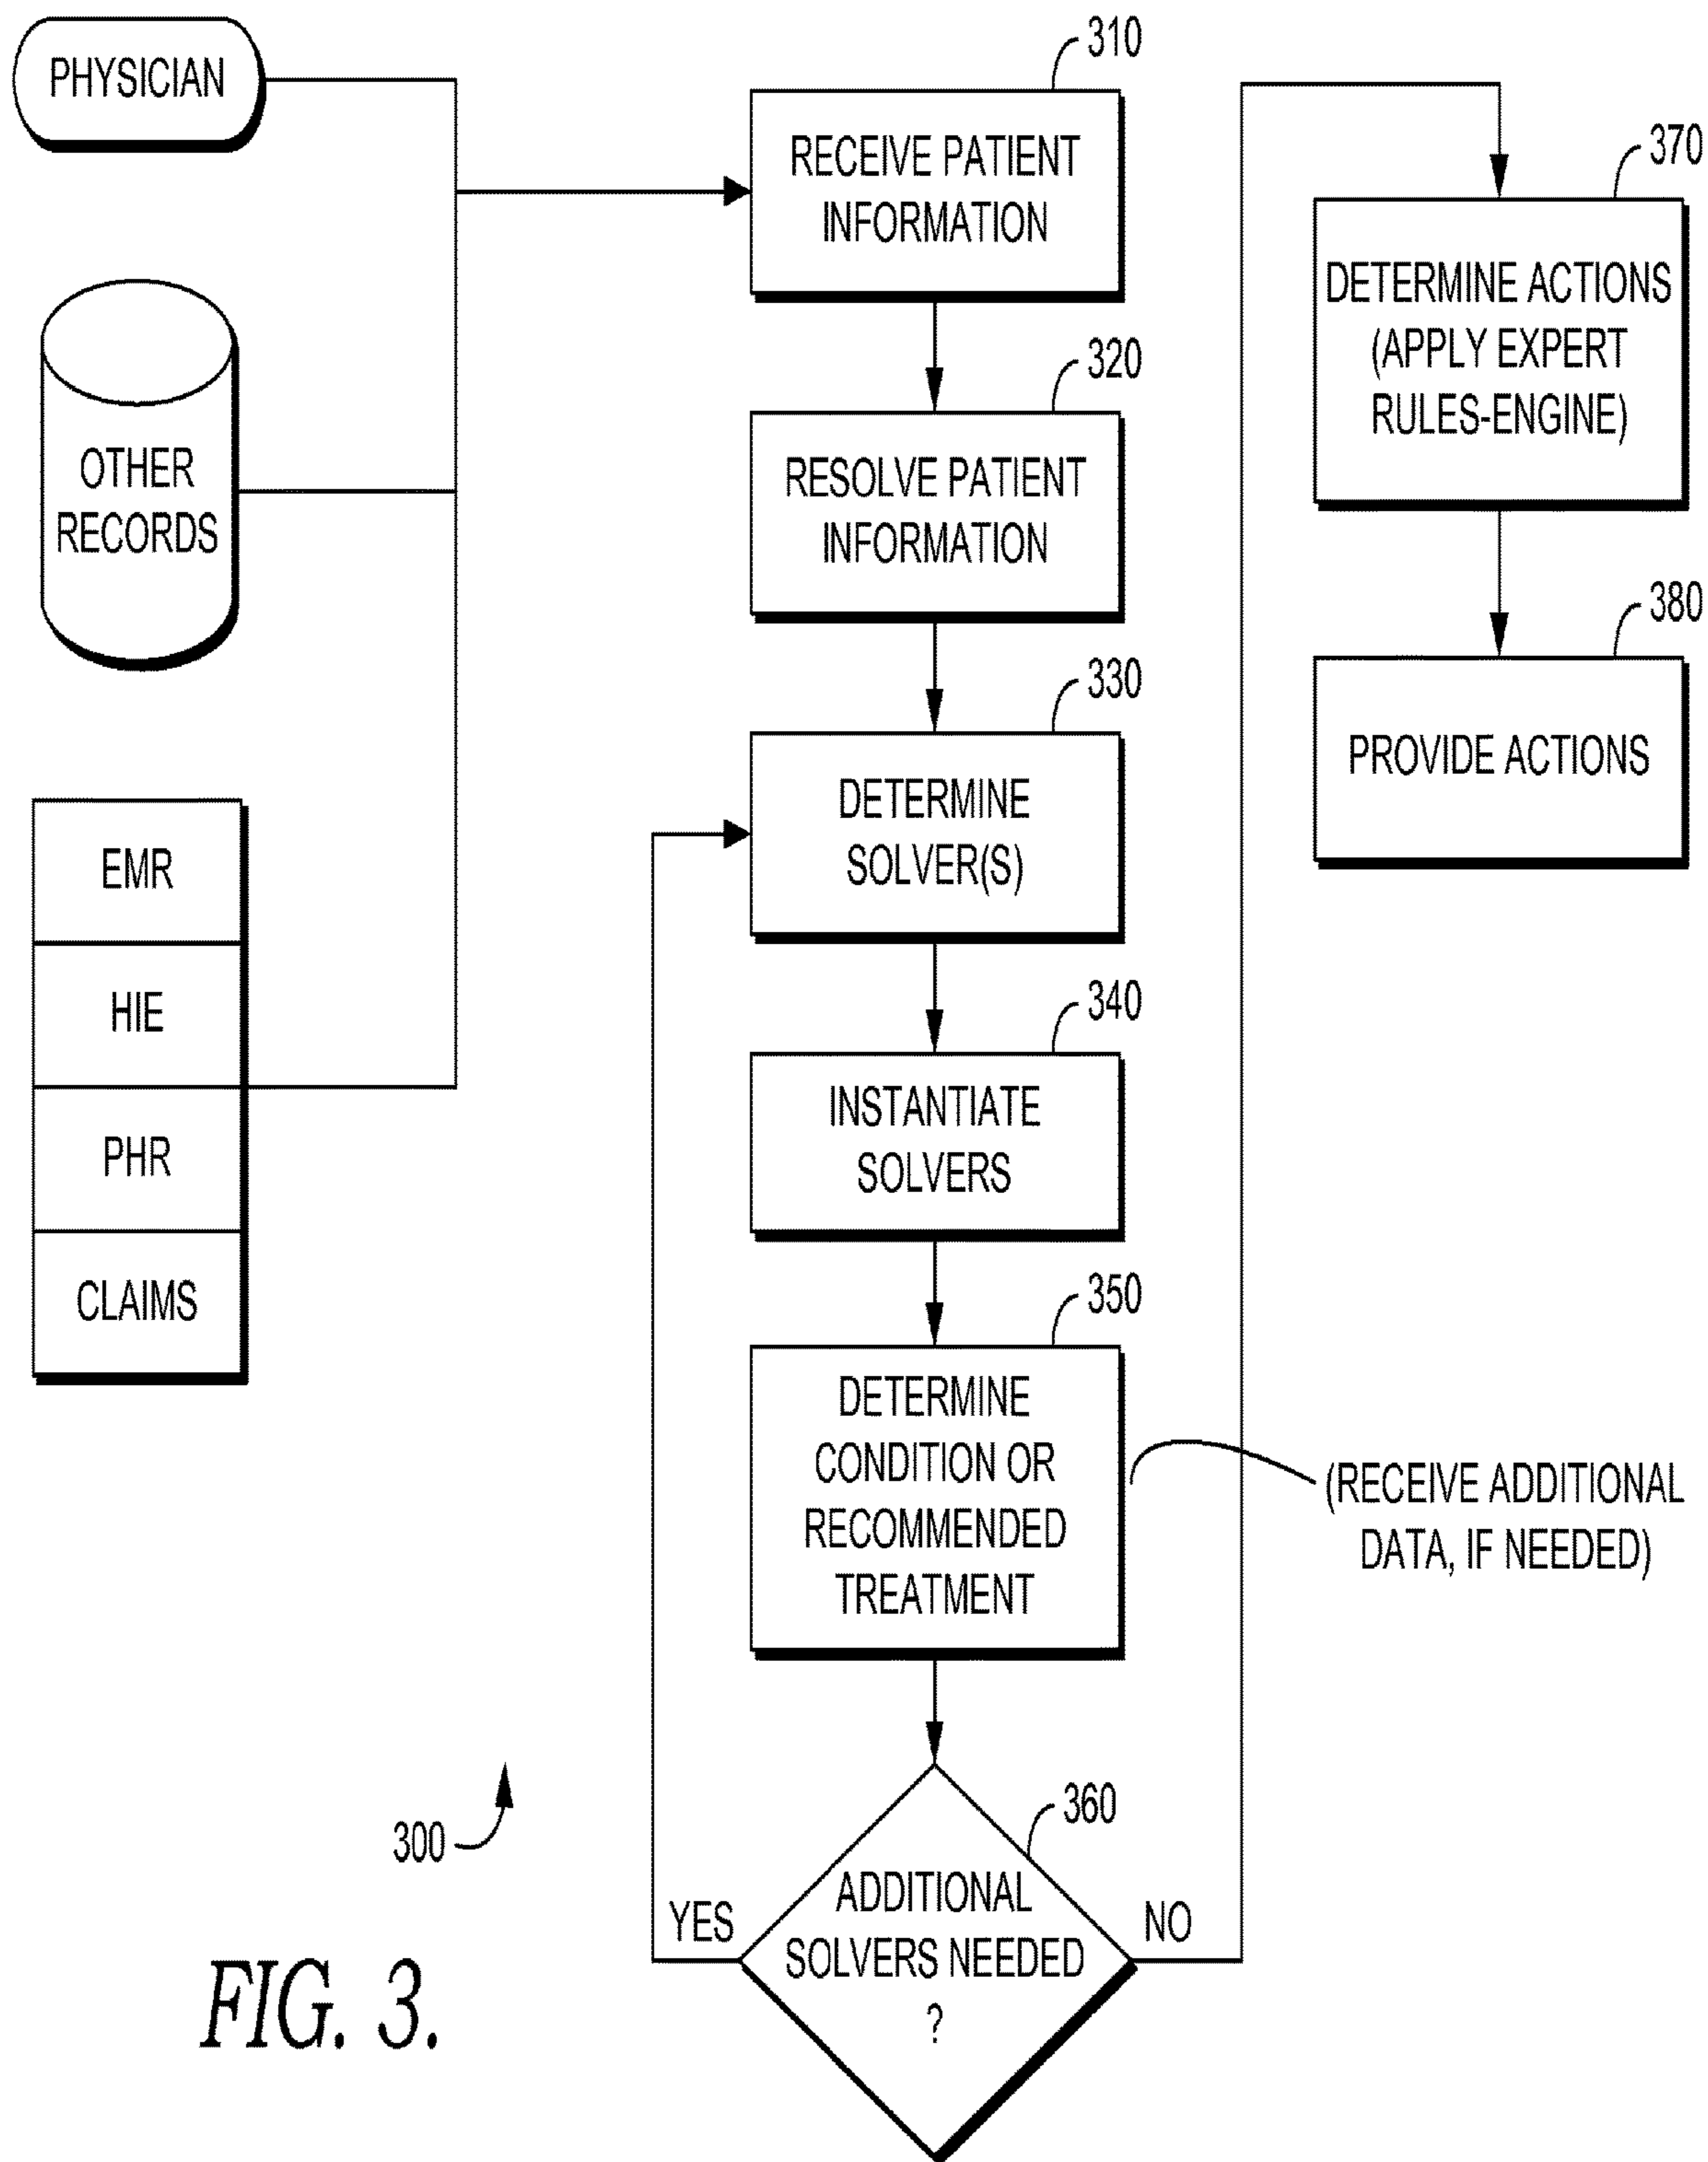 PHYSICIAN
OTHER
RECORDS
EMR
HIE
PHR
CLAIMS
310
RECEIVE PATIENT
INFORMATION
320
RESOLVE PATIENT
INFORMATION
330
DETERMINE
SOLVER(S)
340
INSTANTIATE
SOLVERS
350
DETERMINE
CONDITION OR
RECOMMENDED
TREATMENT
(RECEIVE ADDITIONAL
DATA, IF NEEDED)
360
ADDITIONAL
SOLVERS NEEDED
?
YES
NO
370
DETERMINE ACTIONS
(APPLY EXPERT
RULES-ENGINE)
380
PROVIDE ACTIONS
300
FIG. 3.